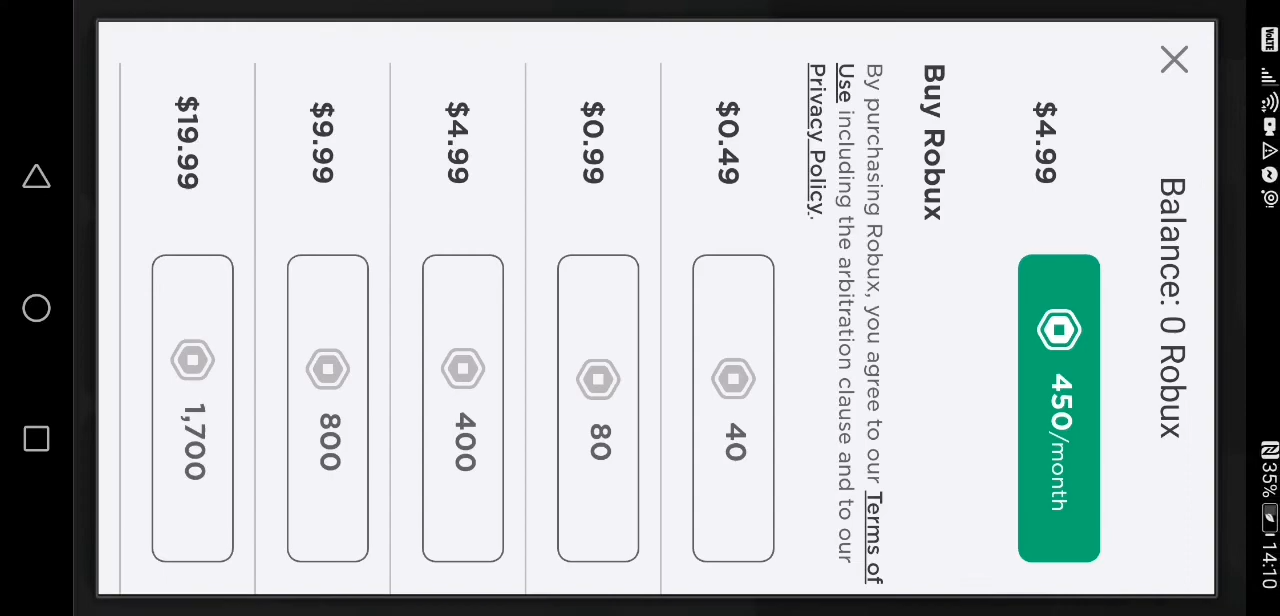 VoLTE
35% 14:10
Balance: 0 Robux
$4.99 450/month
Buy Robux
By purchasing Robux, you agree to our Terms of
Use including the arbitration clause and to our
Privacy Policy.
$0.49 40
$0.99 80
$4.99 400
$9.99 800
$19.99 1,700